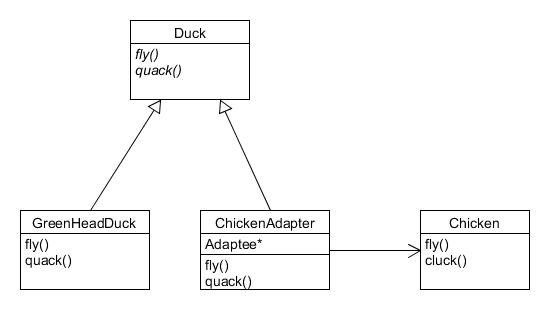 Duck
fly()
quack()
GreenHeadDuck
fly()
quack()
ChickenAdapter
Adaptee*
fly()
quack()
Chicken
fly()
cluck()